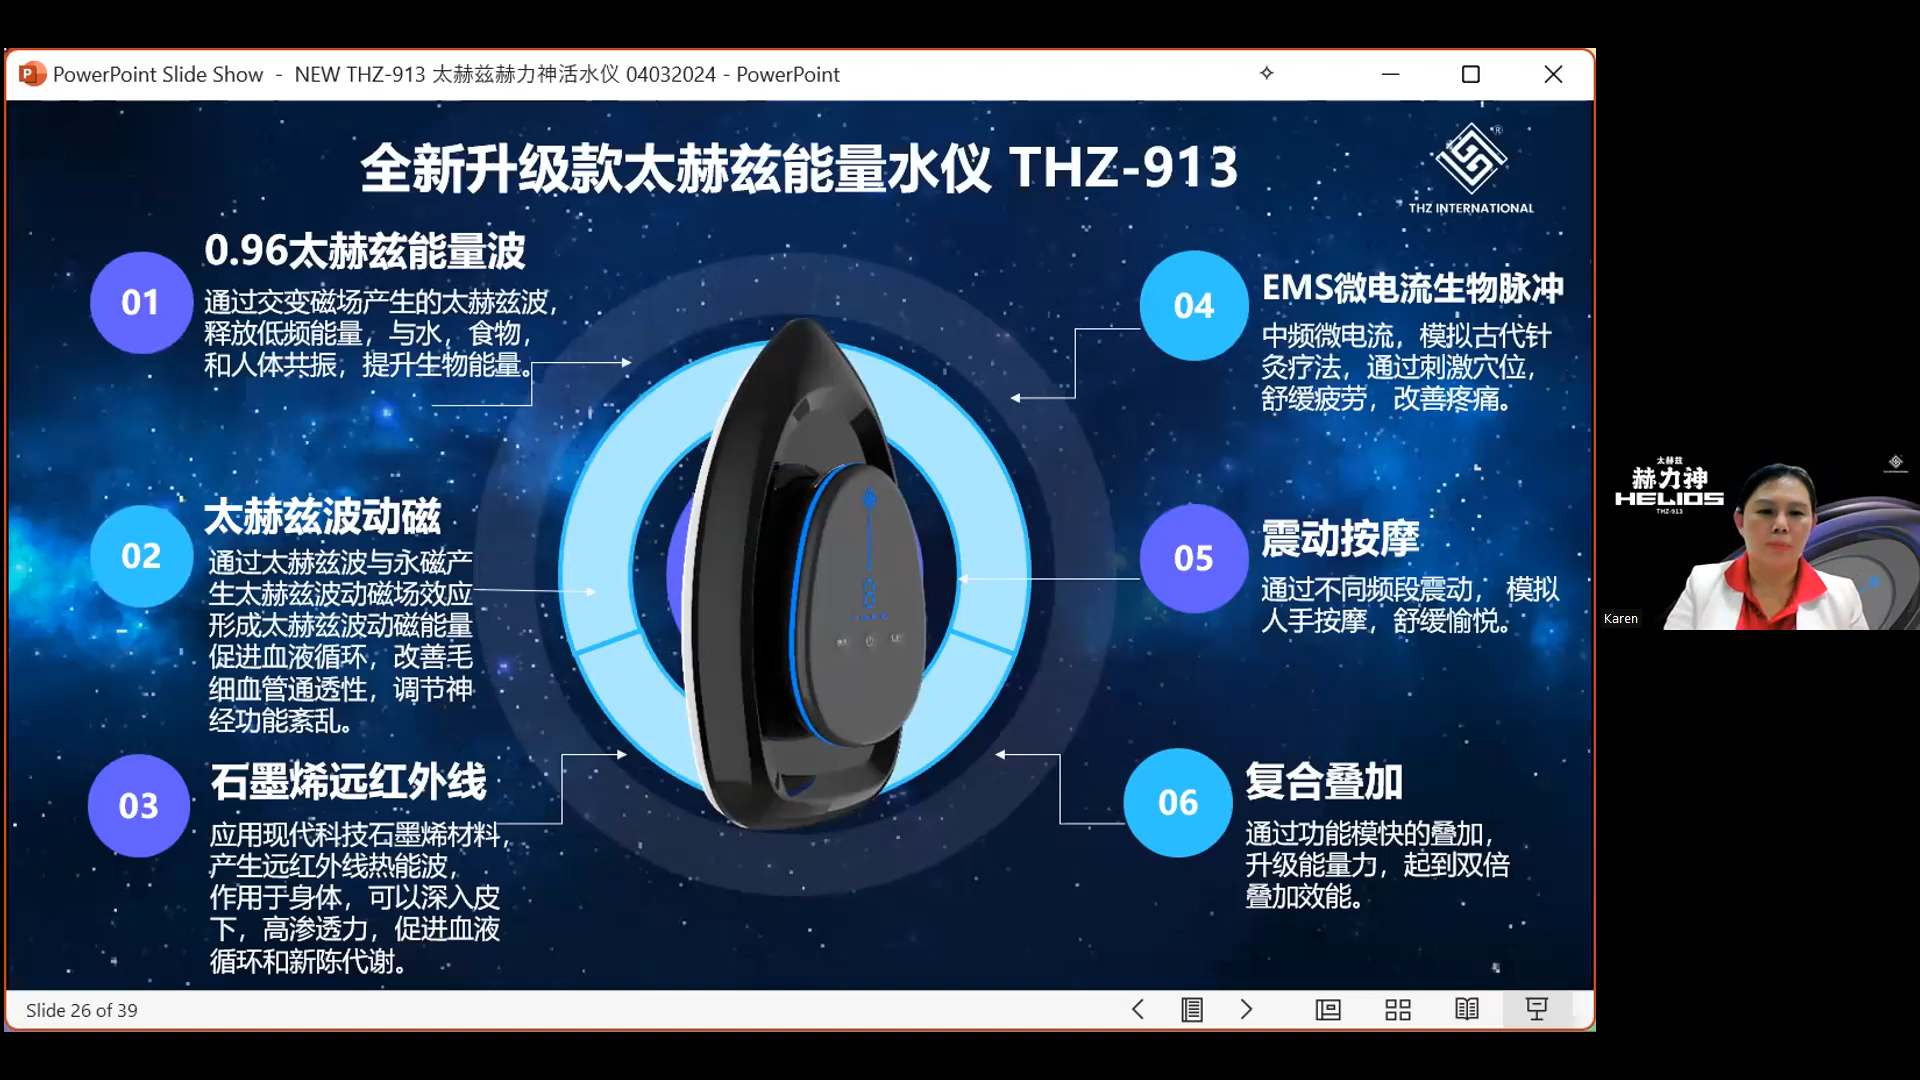 PowerPoint Slide Show - NEW THZ-913 太赫兹赫力神活水仪 04032024 - PowerPoint
全新升级款太赫兹能量水仪 THZ-913
®
THZ INTERNATIONAL
01
0.96太赫兹能量波
通过交变磁场产生的太赫兹波，
释放低频能量，与水，食物，
和人体共振，提升生物能量。
02
太赫兹波动磁
通过太赫兹波与永磁产
生太赫兹波动磁场效应
形成太赫兹波动磁能量
促进血液循环，改善毛
细血管通透性，调节神
经功能紊乱。
03
石墨烯远红外线
应用现代科技石墨烯材料，
产生远红外线热能波，
作用于身体，可以深入皮
下，高渗透力，促进血液
循环和新陈代谢。
04
EMS微电流生物脉冲
中频微电流，模拟古代针
灸疗法，通过刺激穴位，
舒缓疲劳，改善疼痛。
05
震动按摩
通过不同频段震动， 模拟
人手按摩，舒缓愉悦。
06
复合叠加
通过功能模快的叠加，
升级能量力，起到双倍
叠加效能。
Slide 26 of 39
太赫兹
赫力神
HELIOS
THZ-913
Karen